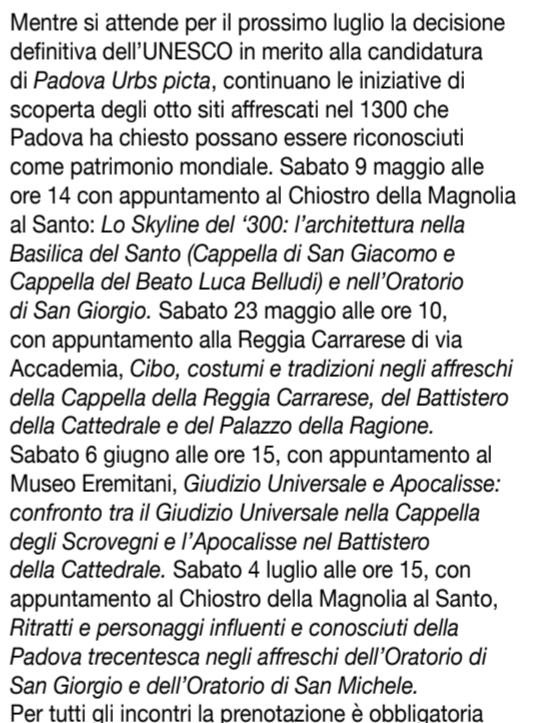 Mentre si attende per il prossimo luglio la decisione
definitiva dell'UNESCO in merito alla candidatura
di Padova Urbs picta, continuano le iniziative di
scoperta degli otto siti affrescati nel 1300 che
Padova ha chiesto possano essere riconosciuti
come patrimonio mondiale. Sabato 9 maggio alle
ore 14 con appuntamento al Chiostro della Magnolia
al Santo: Lo Skyline del ‘300: l'architettura nella
Basilica del Santo (Cappella di San Giacomo e
Cappella del Beato Luca Belludi) e nell'Oratorio
di San Giorgio. Sabato 23 maggio alle ore 10,
con appuntamento alla Reggia Carrarese di via
Accademia, Cibo, costumi e tradizioni negli affreschi
della Cappella della Reggia Carrarese, del Battistero
della Cattedrale e del Palazzo della Ragione.
Sabato 6 giugno alle ore 15, con appuntamento al
Museo Eremitani, Giudizio Universale e Apocalisse:
confronto tra il Giudizio Universale nella Cappella
degli Scrovegni e l'Apocalisse nel Battistero
della Cattedrale. Sabato 4 luglio alle ore 15, con
appuntamento al Chiostro della Magnolia al Santo,
Ritratti e personaggi influenti e conosciuti della
Padova trecentesca negli affreschi dell'Oratorio di
San Giorgio e dell'Oratorio di San Michele.
Per tutti gli incontri la prenotazione è obbligatoria